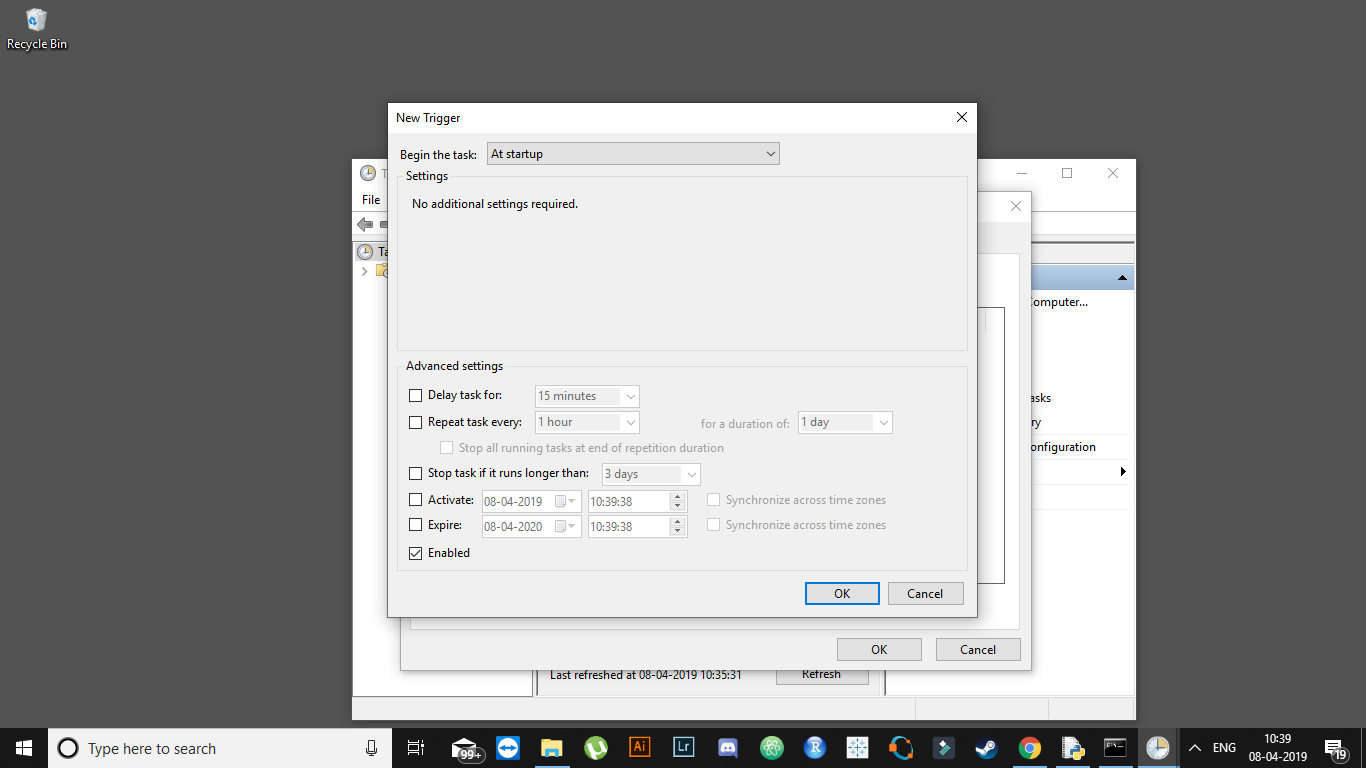 Recycle Bin
New Trigger
Begin the task: At startup
Settings
No additional settings required.
File
Computer...
Advanced settings
Delay task for: 15 minutes
Repeat task every: 1 hour for a duration of: 1 day
Stop all running tasks at end of repetition duration
Stop task if it runs longer than: 3 days
Activate: 08-04-2019 10:39:38 Synchronize across time zones
Expire: 08-04-2020 10:39:38 Synchronize across time zones
Enabled
OK Cancel
OK Cancel
Last refreshed at 08-04-2019 10:35:31 Refresh
Type here to search
99+
Ai
Lr
R
ENG
10:39
08-04-2019
19